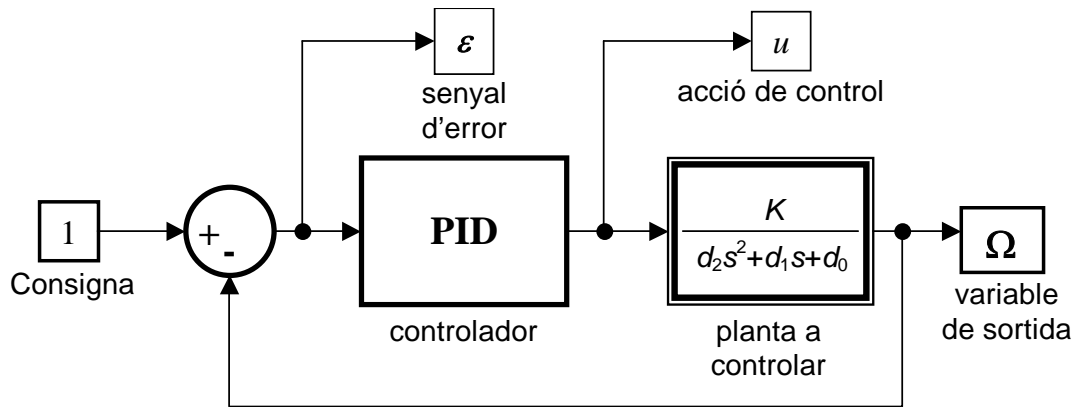 ε
senyal
d'error
u
acció de control
1
Consigna
+
-
PID
controlador
K
d₂s²+d₁s+d₀
planta a
controlar
Ω
variable
de sortida